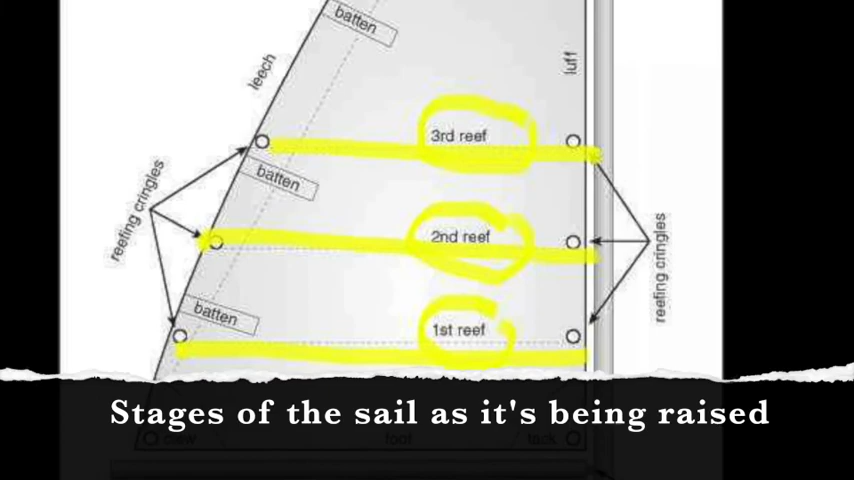 batten
leech
luff
3rd reef
batten
reefing cringles
2nd reef
reefing cringles
batten
1st reef
Stages of the sail as it's being raised
clew
foot
tack